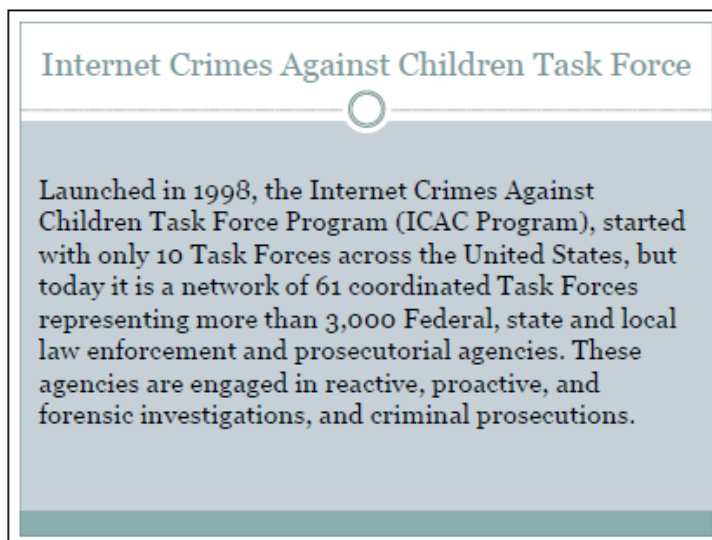 Internet Crimes Against Children Task Force
Launched in 1998, the Internet Crimes Against
Children Task Force Program (ICAC Program), started
with only 10 Task Forces across the United States, but
today it is a network of 61 coordinated Task Forces
representing more than 3,000 Federal, state and local
law enforcement and prosecutorial agencies. These
agencies are engaged in reactive, proactive, and
forensic investigations, and criminal prosecutions.